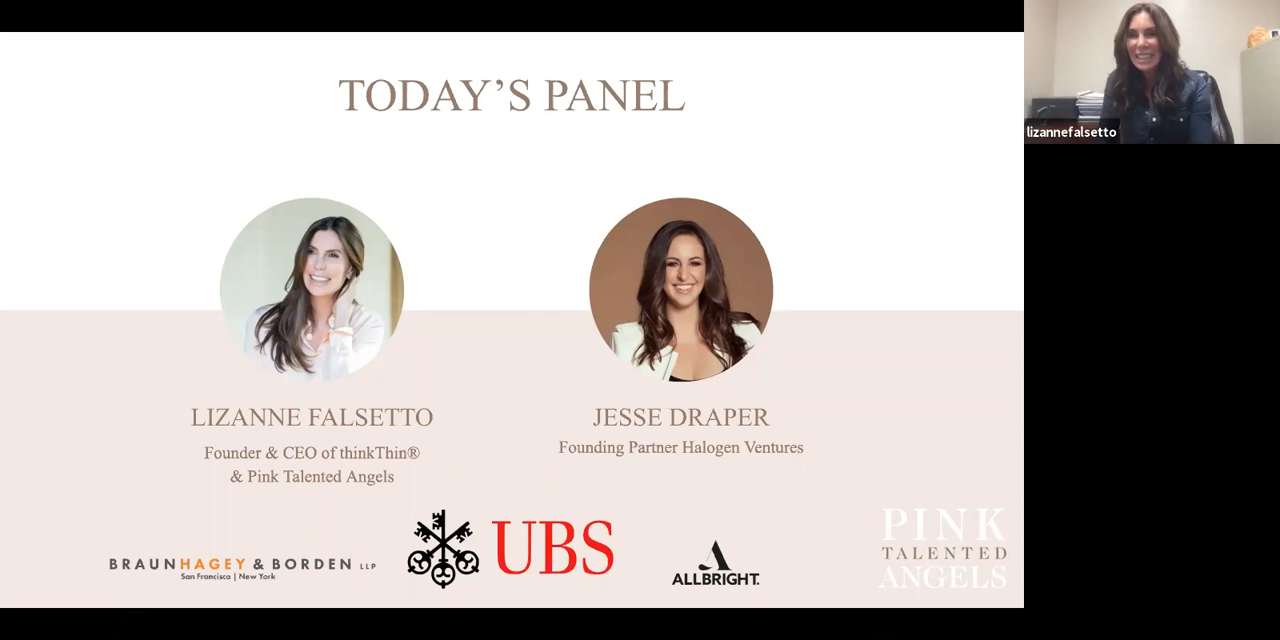 TODAY’S PANEL
lizannefalsetto
LIZANNE FALSETTO
Founder & CEO of thinkThin®
& Pink Talented Angels
JESSE DRAPER
Founding Partner Halogen Ventures
BRAUNHAGEY & BORDEN LLP
San Francisco | New York
UBS
ALLBRIGHT.
PINK
TALENTED
ANGELS